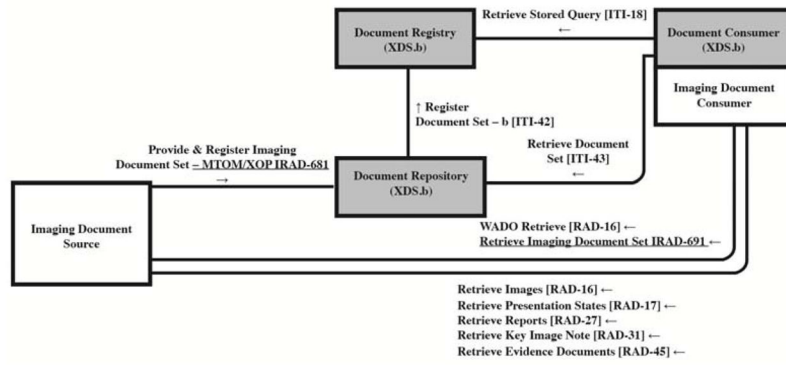 Retrieve Stored Query [ITI-18]
←
Document Registry
(XDS.b)
Document Consumer
(XDS.b)
Imaging Document
Consumer
↑ Register
Document Set – b [ITI-42]
Provide & Register Imaging
Document Set – MTOM/XOP IRAD-681
→
Retrieve Document
Set [ITI-43]
←
Document Repository
(XDS.b)
Imaging Document
Source
WADO Retrieve [RAD-16] ←
Retrieve Imaging Document Set IRAD-691 ←
Retrieve Images [RAD-16] ←
Retrieve Presentation States [RAD-17] ←
Retrieve Reports [RAD-27] ←
Retrieve Key Image Note [RAD-31] ←
Retrieve Evidence Documents [RAD-45] ←